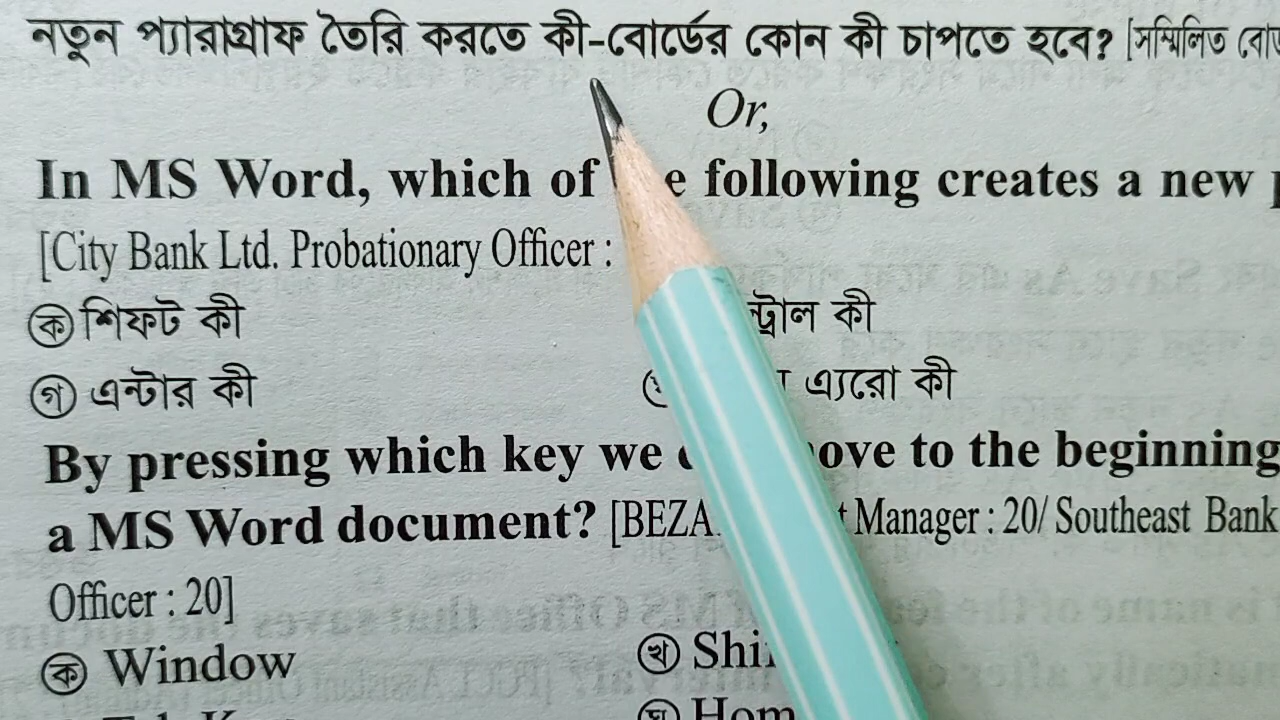 নতুন প্যারাগ্রাফ তৈরি করতে কী-বোর্ডের কোন কী চাপতে হবে? [সম্মিলিত
Or,
In MS Word, which of following creates a new
[City Bank Ltd. Probationary Officer :
ক শিফট কী
কী
গ এন্টার কী
এ্যরো কী
By pressing which key we to the beginning
a MS Word document? [BEZA Manager : 20/ Southeast Bank
Officer : 20]
ক Window
খ
ঘ